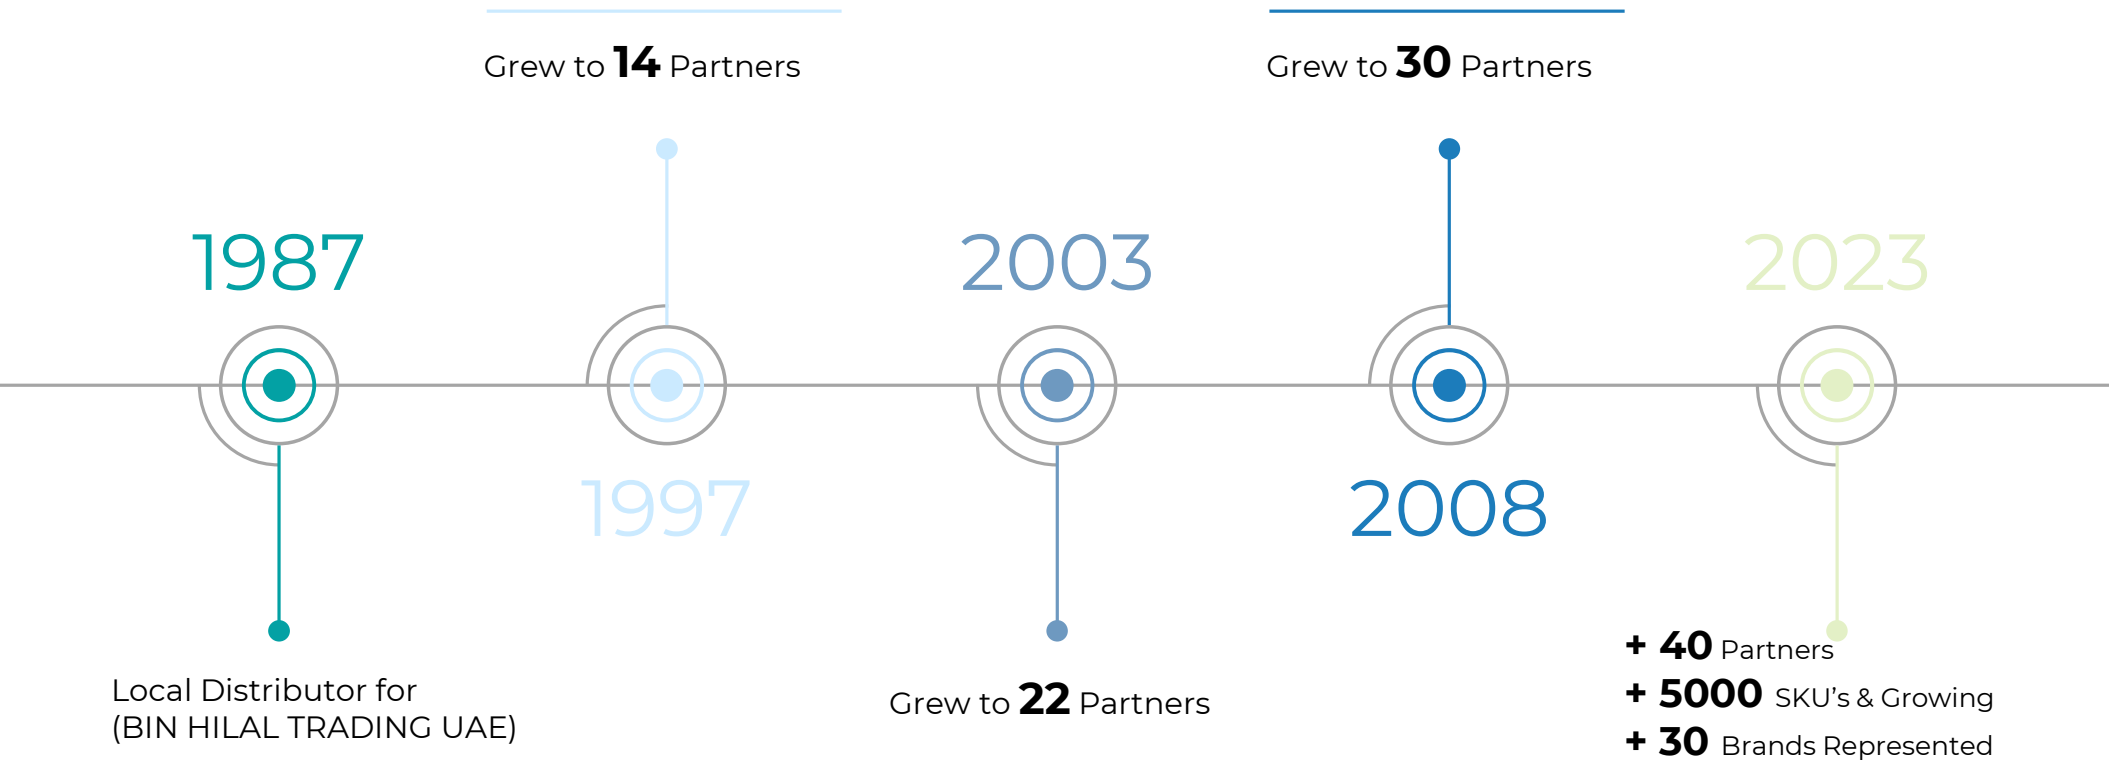 Grew to 14 Partners
Grew to 30 Partners
1987
2003
2023
1997
2008
Local Distributor for
(BIN HILAL TRADING UAE)
Grew to 22 Partners
+ 40 Partners
+ 5000 SKU's & Growing
+ 30 Brands Represented